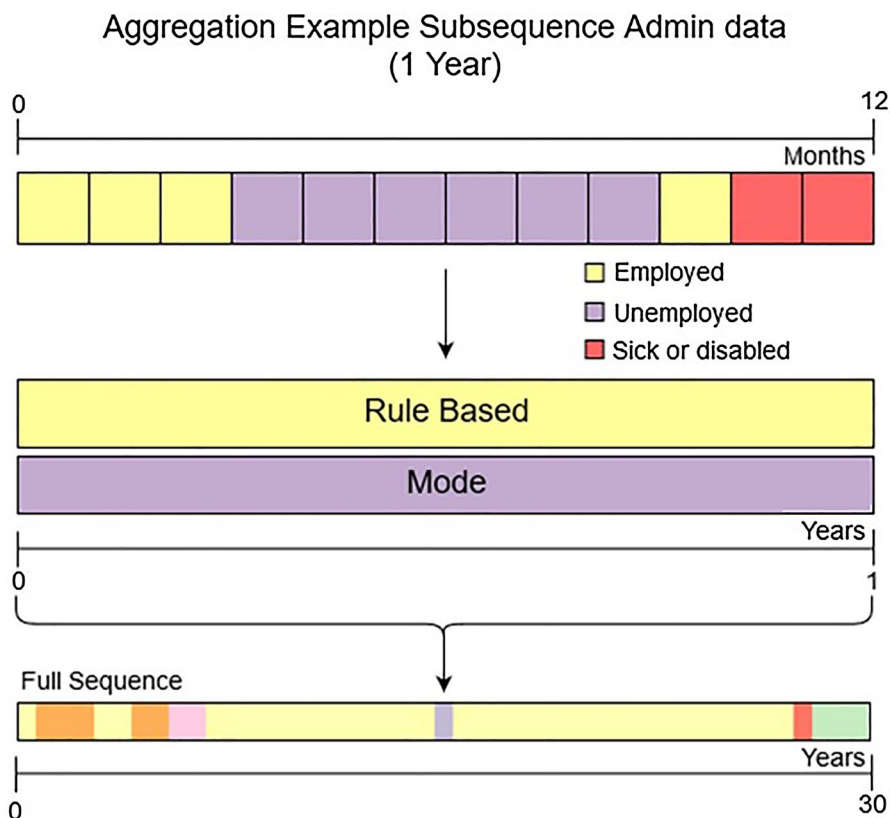 Aggregation Example Subsequence Admin data
(1 Year)
0
12
Months
Employed
Unemployed
Sick or disabled
Rule Based
Mode
Years
0
1
Full Sequence
Years
0
30